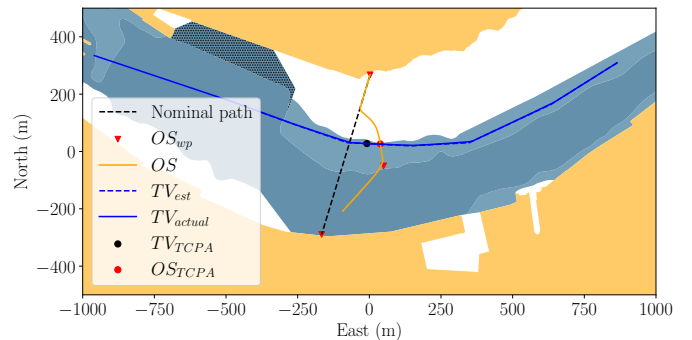 400
200
0
−200
−400
North (m)
Nominal path
OS_wp
OS
TV_est
TV_actual
TV_TCPA
OS_TCPA
−1000 −750 −500 −250 0 250 500 750 1000
East (m)